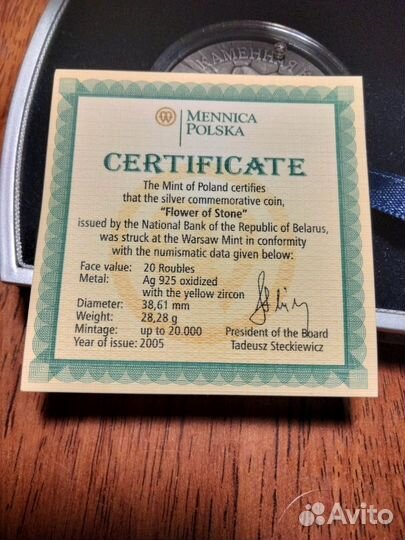 КАМЕННАЯ
MENNICA
POLSKA
CERTIFICATE
The Mint of Poland certifies
that the silver commemorative coin,
"Flower of Stone"
issued by the National Bank of the Republic of Belarus,
was struck at the Warsaw Mint in conformity
with the numismatic data given below:
Face value: 20 Roubles
Metal: Ag 925 oxidized
with the yellow zircon
Diameter: 38,61 mm
Weight: 28,28 g
Mintage: up to 20.000
Year of issue: 2005
President of the Board
Tadeusz Steckiewicz
Avito